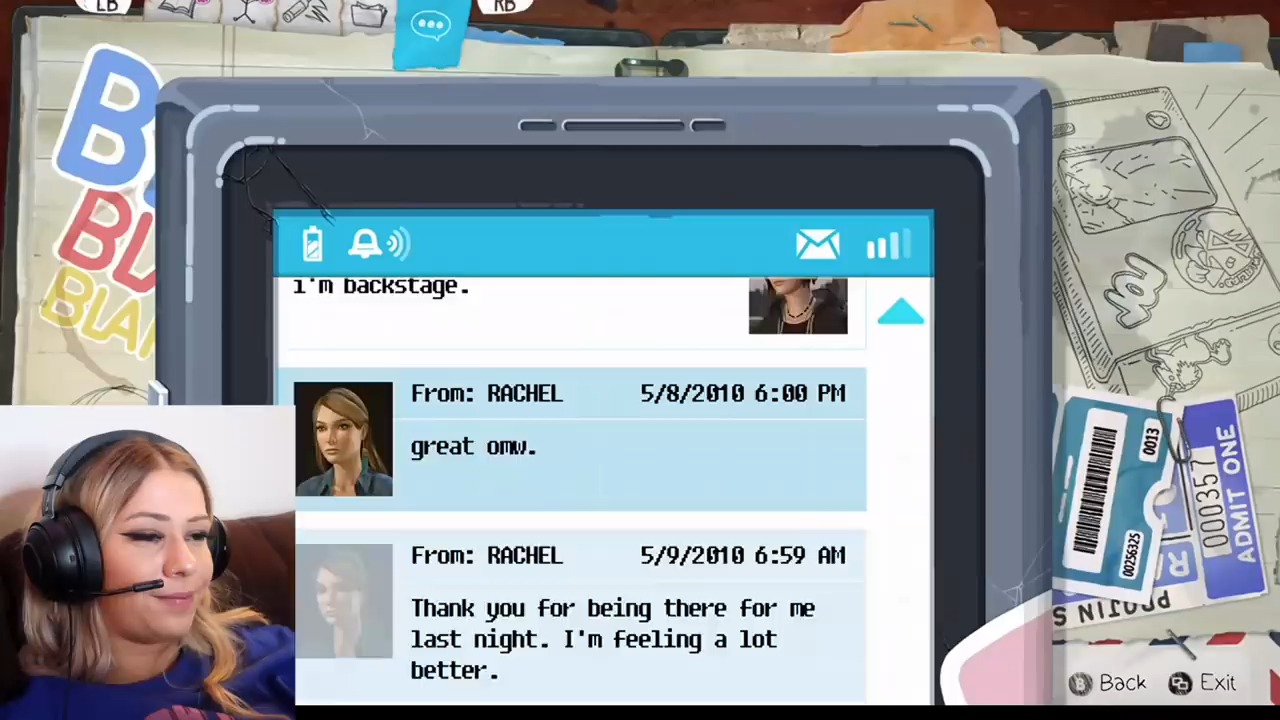 LB
RB
i'm backstage.
From: RACHEL 5/8/2010 6:00 PM
great omw.
From: RACHEL 5/9/2010 6:59 AM
Thank you for being there for me
last night. I'm feeling a lot
better.
0013
00256325
000357
ADMIT ONE
B Back
Exit